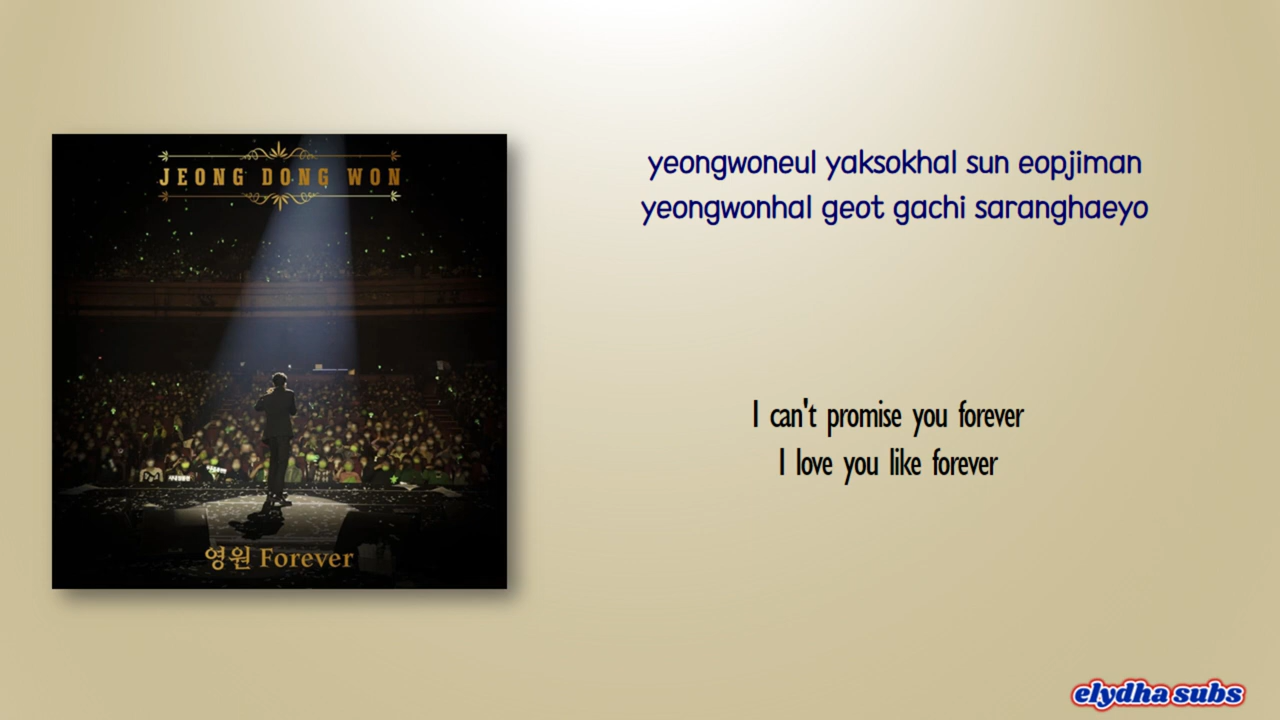 JEONG DONG WON
영원 Forever
yeongwoneul yaksokhal sun eopjiman
yeongwonhal geot gachi saranghaeyo
I can't promise you forever
I love you like forever
elydha subs